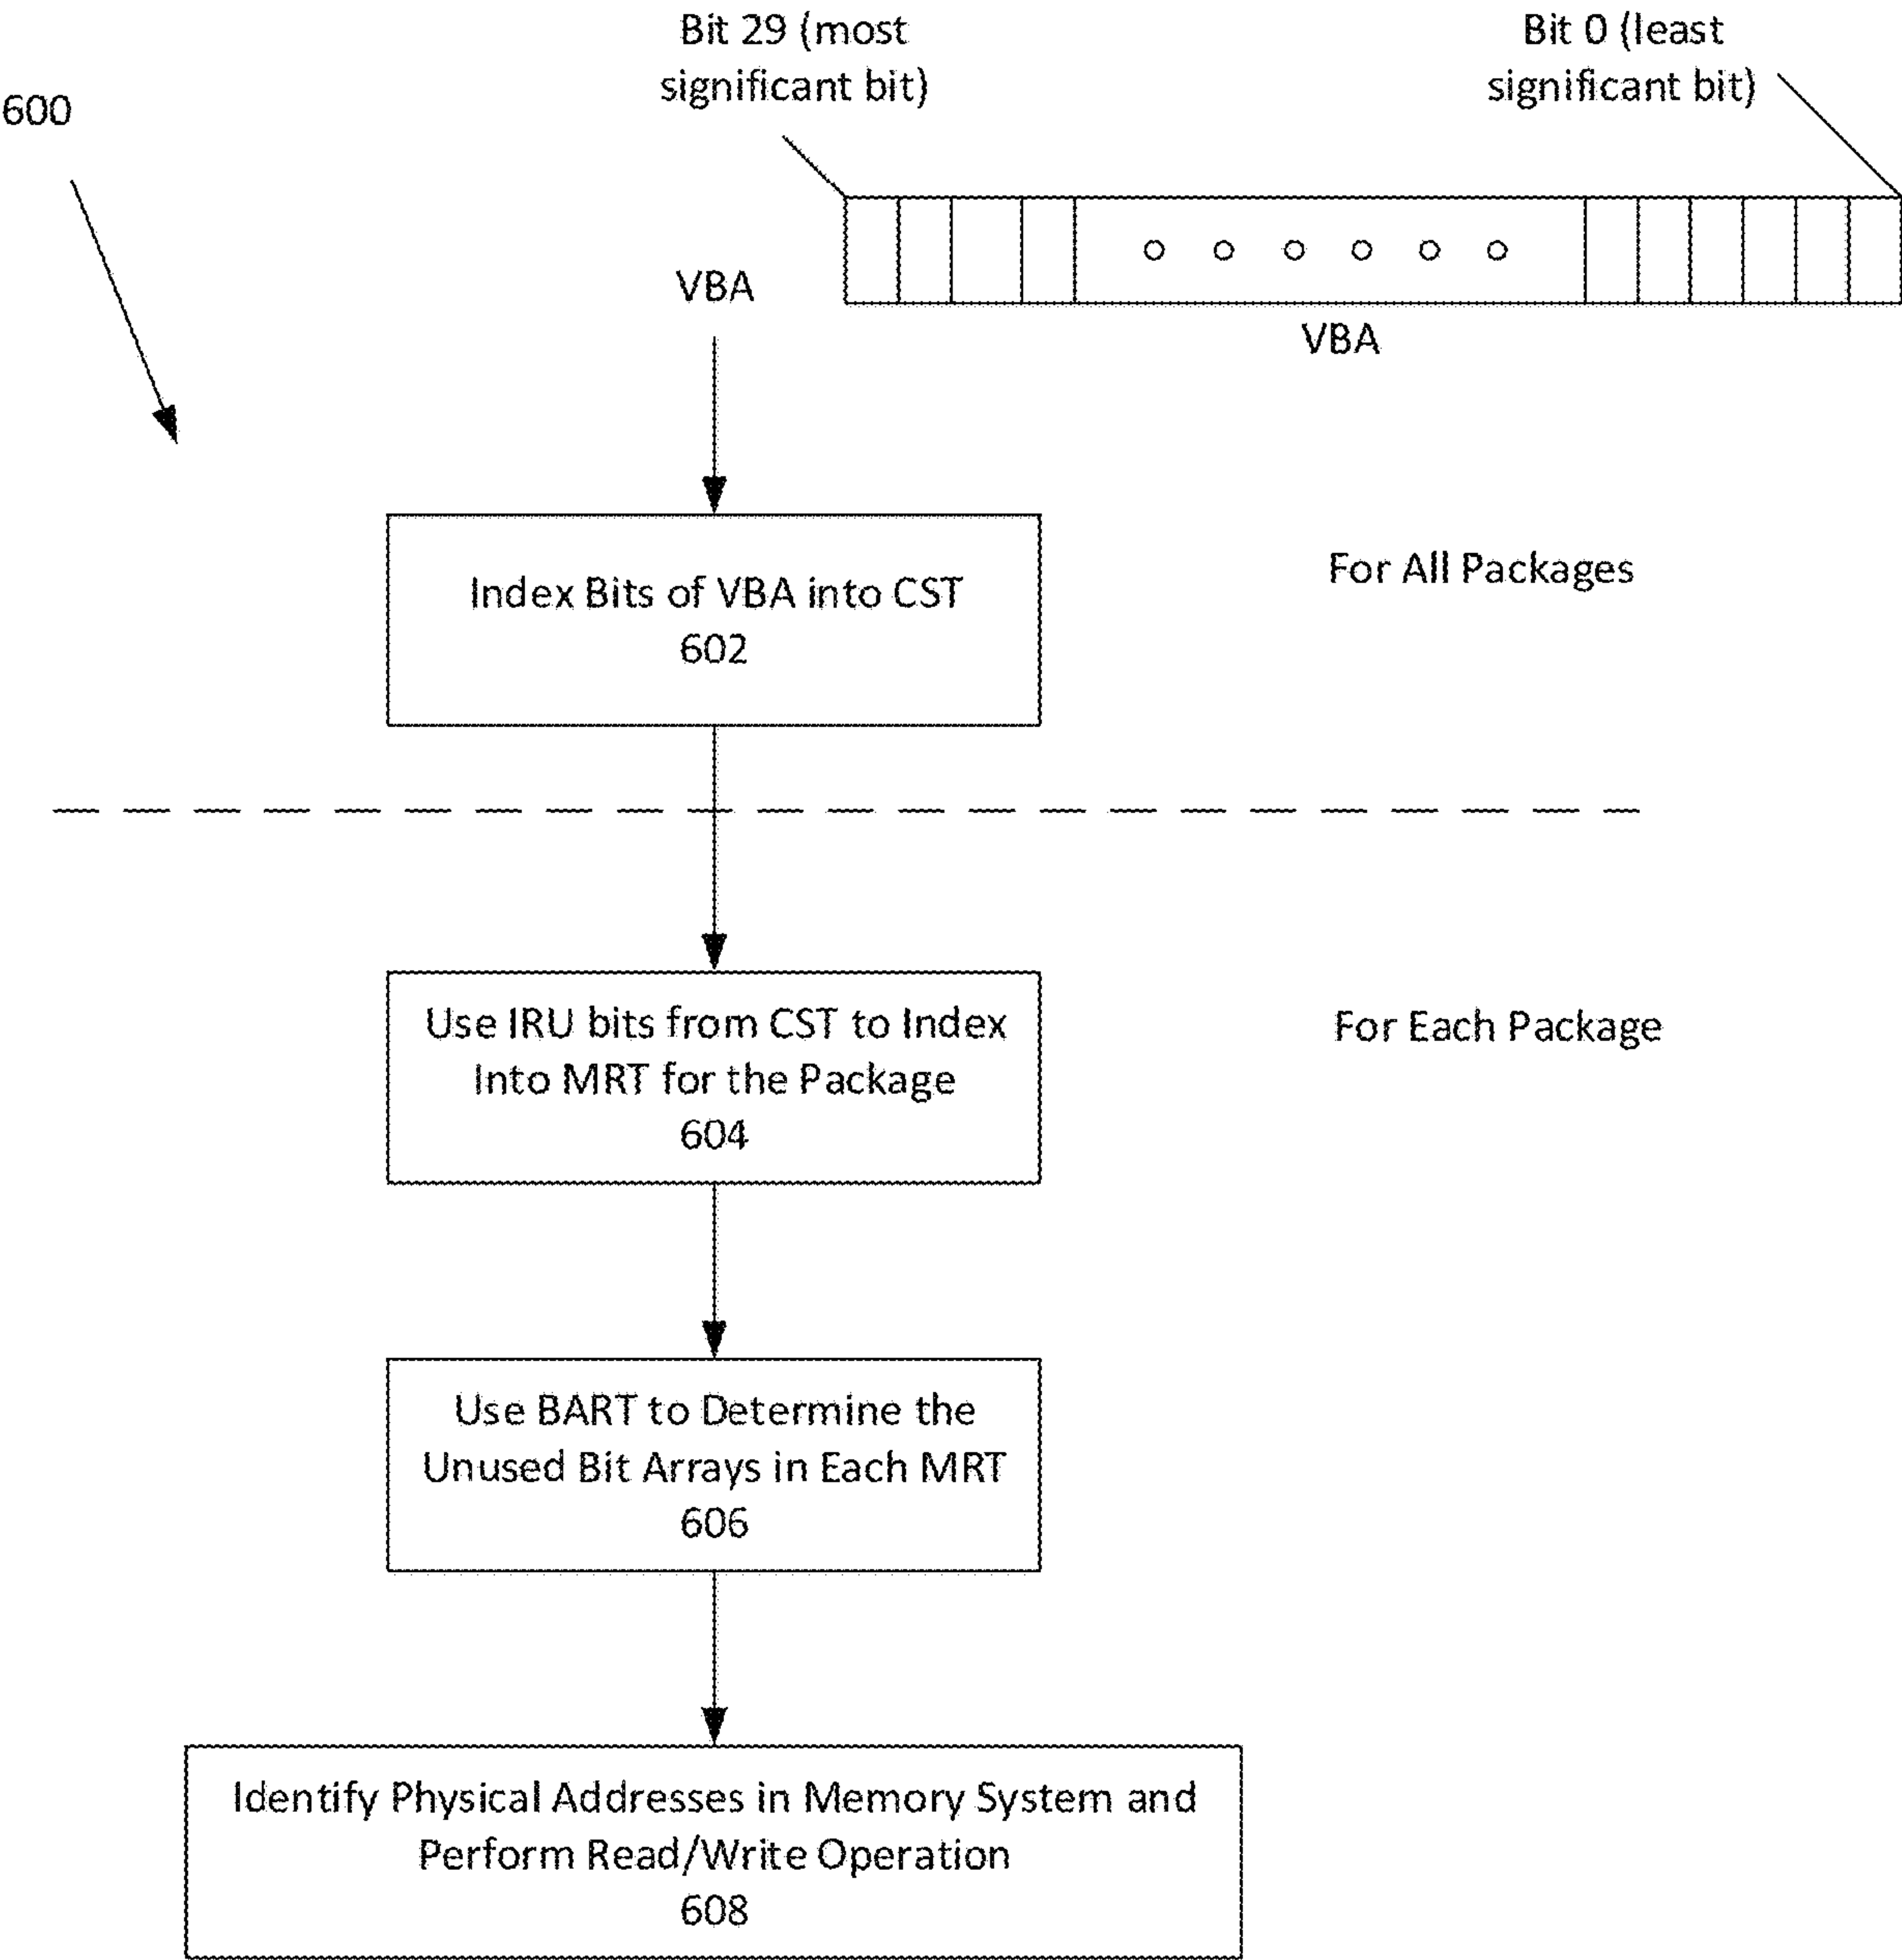 Bit 29 (most
significant bit)
Bit 0 (least
significant bit)
600
VBA
VBA
Index Bits of VBA into CST
602
For All Packages
Use IRU bits from CST to Index
Into MRT for the Package
604
For Each Package
Use BART to Determine the
Unused Bit Arrays in Each MRT
606
Identify Physical Addresses in Memory System and
Perform Read/Write Operation
608